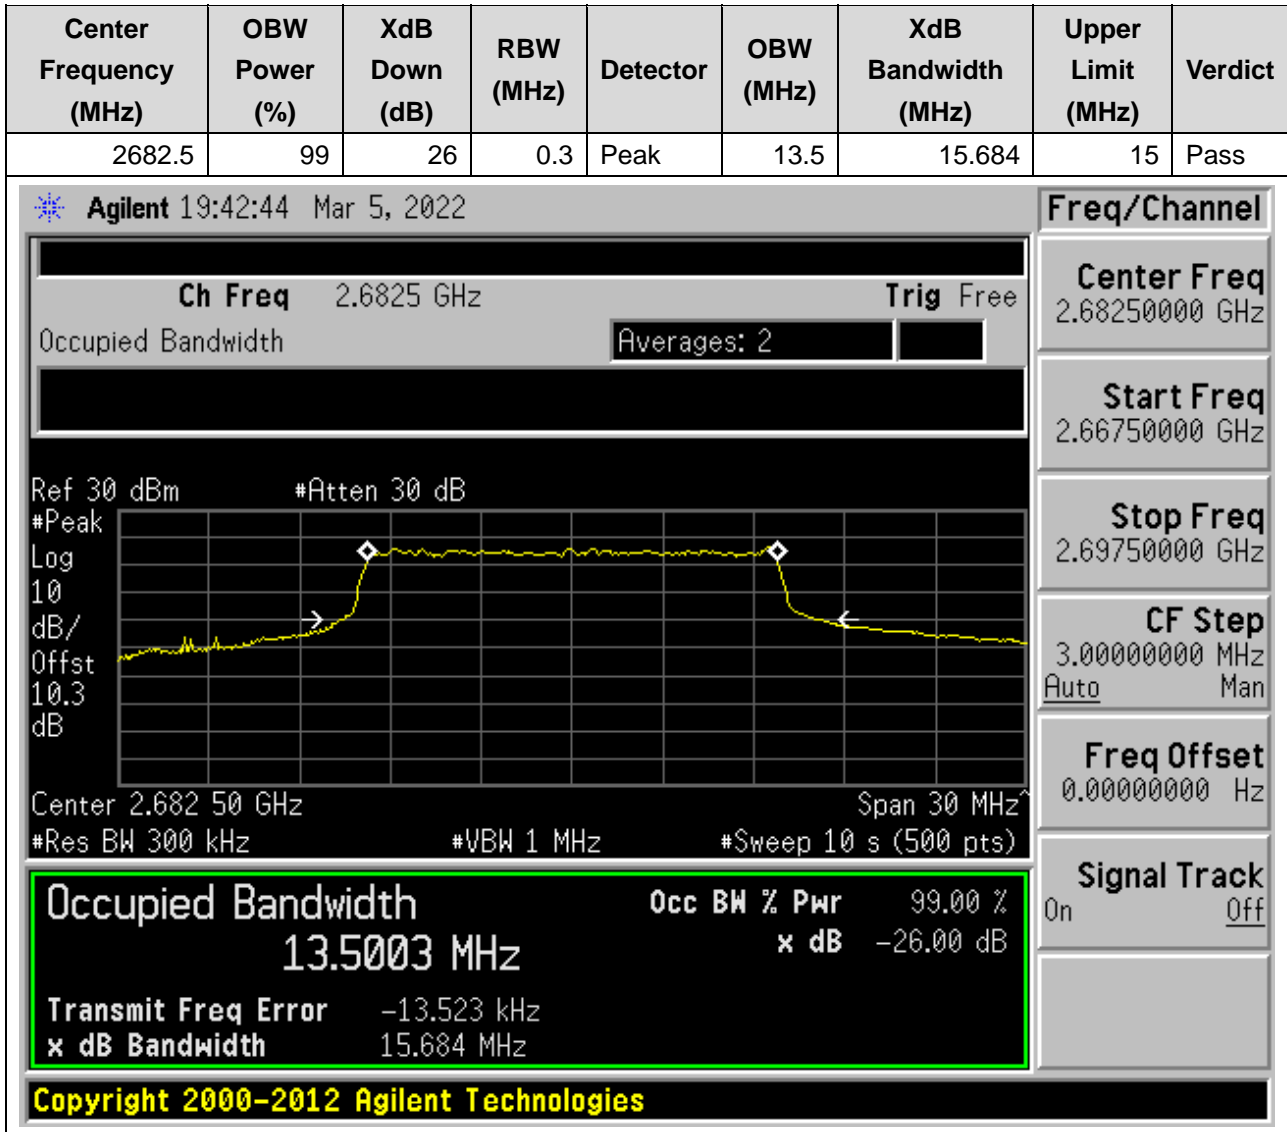 Center Frequency (MHz) OBW Power (%) XdB Down (dB) RBW (MHz) Detector OBW (MHz) XdB Bandwidth (MHz) Upper Limit (MHz) Verdict
2682.5 99 26 0.3 Peak 13.5 15.684 15 Pass
Agilent 19:42:44 Mar 5, 2022
Ch Freq 2.6825 GHz Trig Free
Occupied Bandwidth Averages: 2
Ref 30 dBm #Atten 30 dB
#Peak
Log
10
dB/
Offst
10.3
dB
Center 2.682 50 GHz Span 30 MHz^
#Res BW 300 kHz #VBW 1 MHz #Sweep 10 s (500 pts)
Occupied Bandwidth Occ BW % Pwr 99.00 %
13.5003 MHz x dB -26.00 dB
Transmit Freq Error -13.523 kHz
x dB Bandwidth 15.684 MHz
Copyright 2000-2012 Agilent Technologies
Freq/Channel
Center Freq
2.68250000 GHz
Start Freq
2.66750000 GHz
Stop Freq
2.69750000 GHz
CF Step
3.00000000 MHz
Auto Man
Freq Offset
0.00000000 Hz
Signal Track
On Off